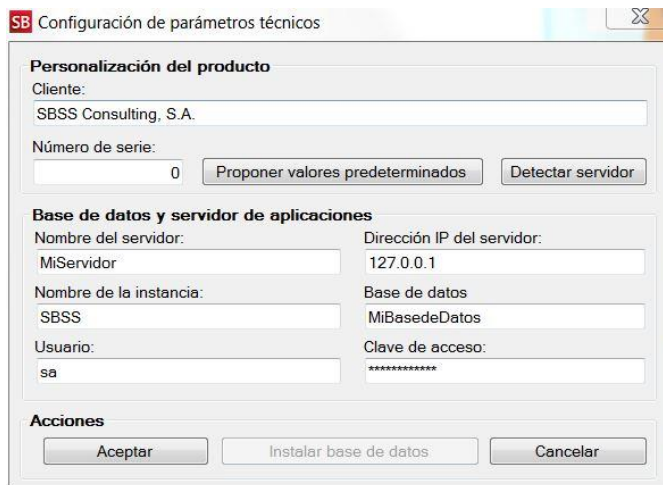 SB Configuración de parámetros técnicos
Personalización del producto
Cliente:
SBSS Consulting, S.A.
Número de serie:
0 Proponer valores predeterminados Detectar servidor
Base de datos y servidor de aplicaciones
Nombre del servidor: Dirección IP del servidor:
MiServidor 127.0.0.1
Nombre de la instancia: Base de datos
SBSS MiBasedeDatos
Usuario: Clave de acceso:
sa ************
Acciones
Aceptar Instalar base de datos Cancelar